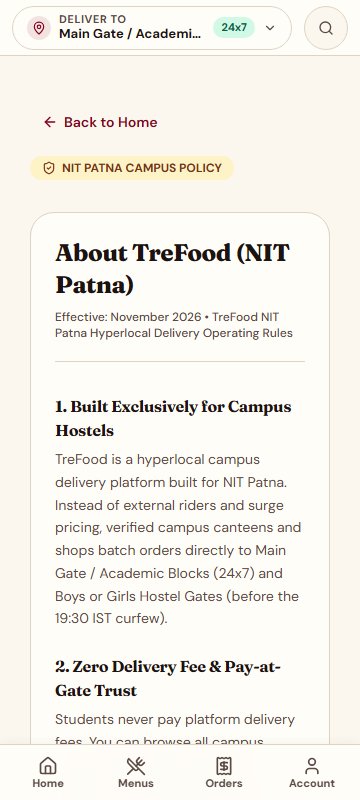 DELIVER TO
Main Gate / Academi...
24x7
Back to Home
NIT PATNA CAMPUS POLICY
About TreFood (NIT
Patna)
Effective: November 2026 • TreFood NIT
Patna Hyperlocal Delivery Operating Rules
1. Built Exclusively for Campus
Hostels
TreFood is a hyperlocal campus
delivery platform built for NIT Patna.
Instead of external riders and surge
pricing, verified campus canteens and
shops batch orders directly to Main
Gate / Academic Blocks (24x7) and
Boys or Girls Hostel Gates (before the
19:30 IST curfew).
2. Zero Delivery Fee & Pay-at-
Gate Trust
Students never pay platform delivery
fees. You can browse all campus
Home
Menus
Orders
Account